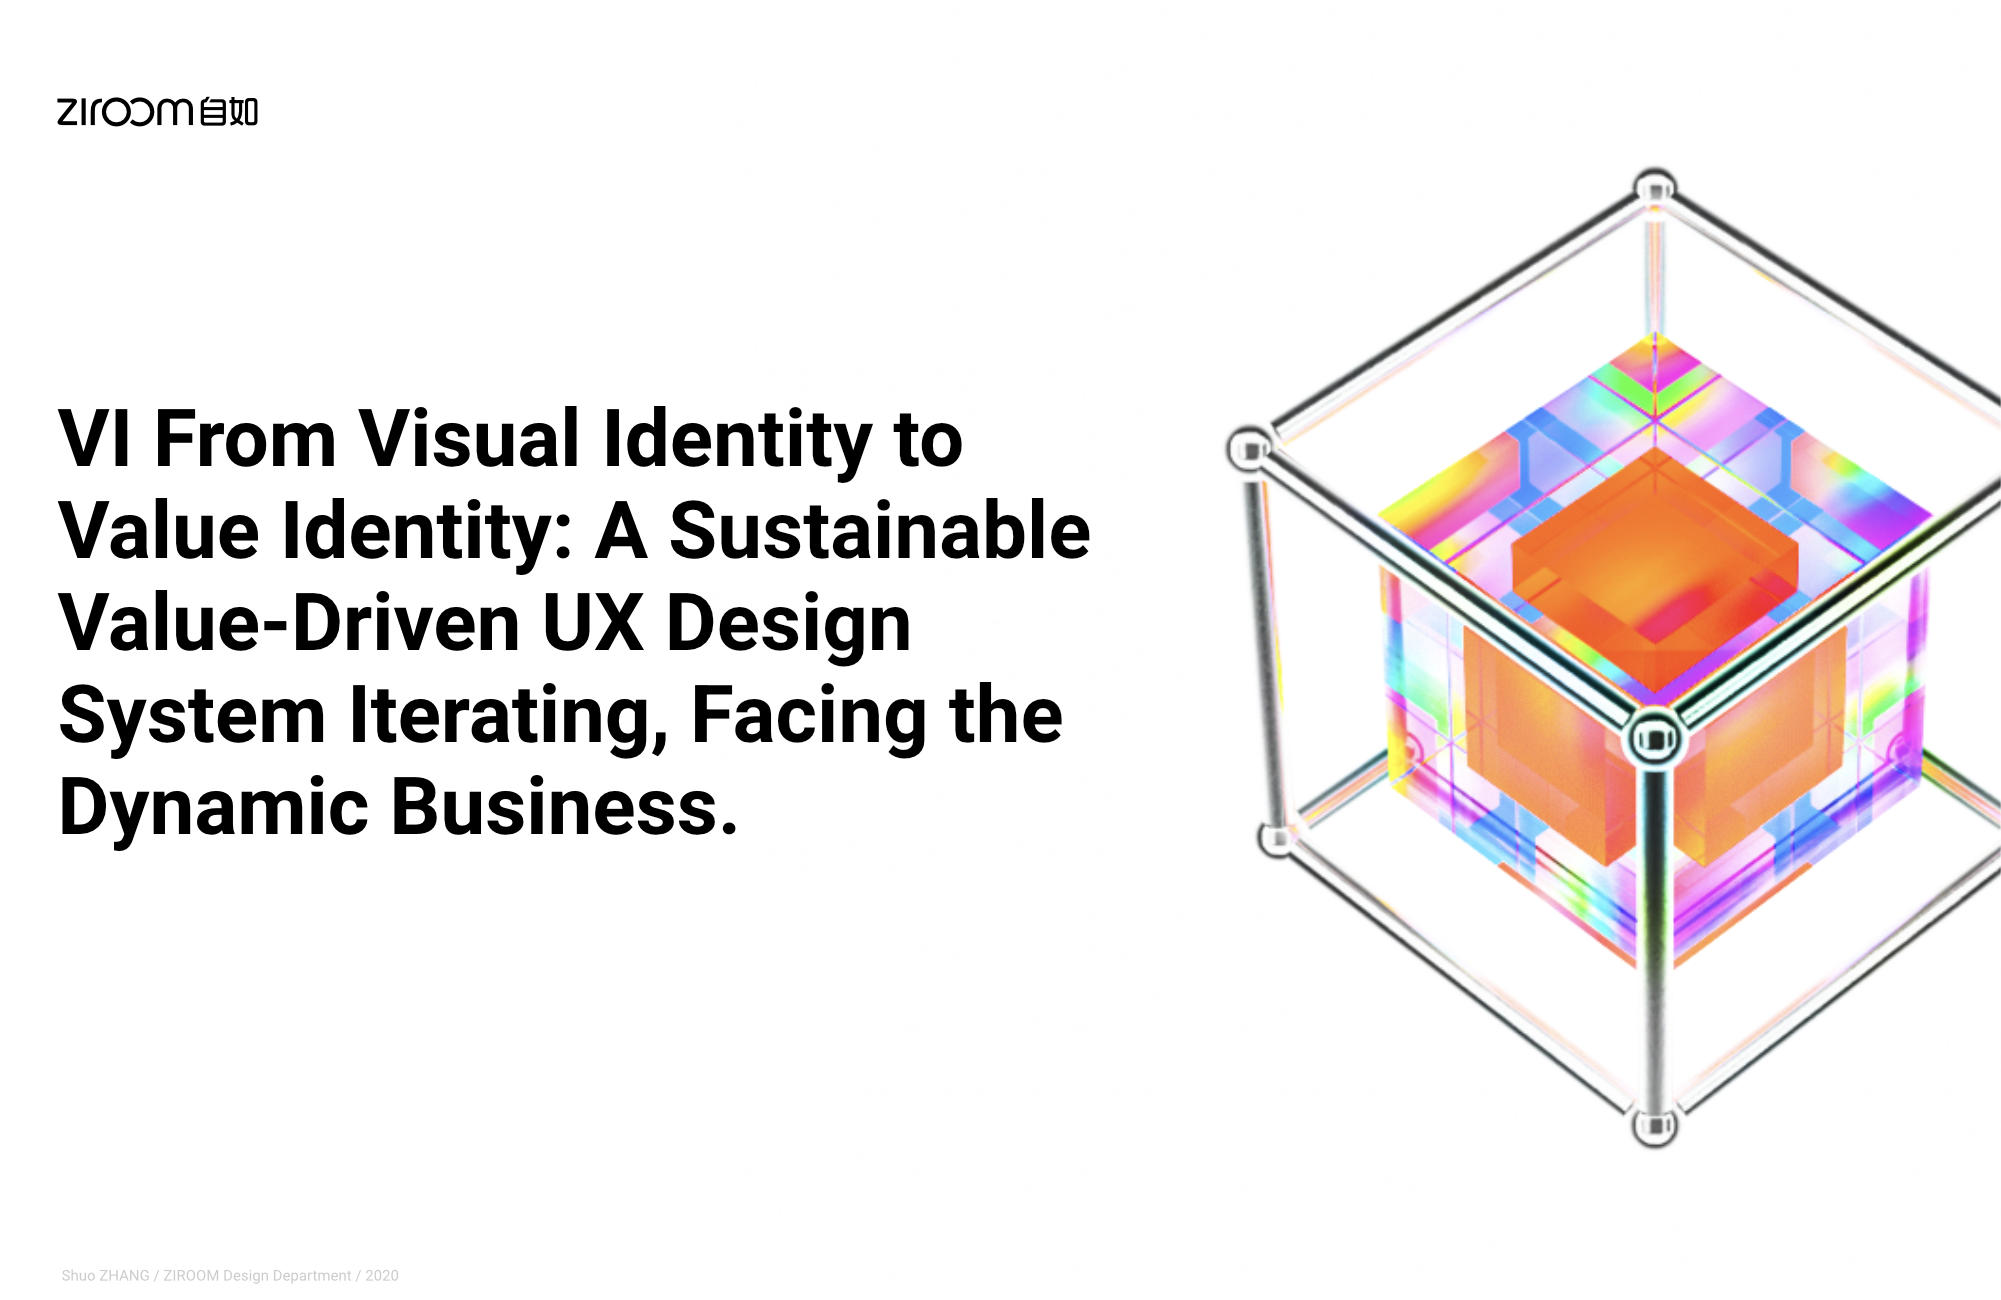 ziroom自如
VI From Visual Identity to
Value Identity: A Sustainable
Value-Driven UX Design
System Iterating, Facing the
Dynamic Business.
Shuo ZHANG / ZIROOM Design Department / 2020